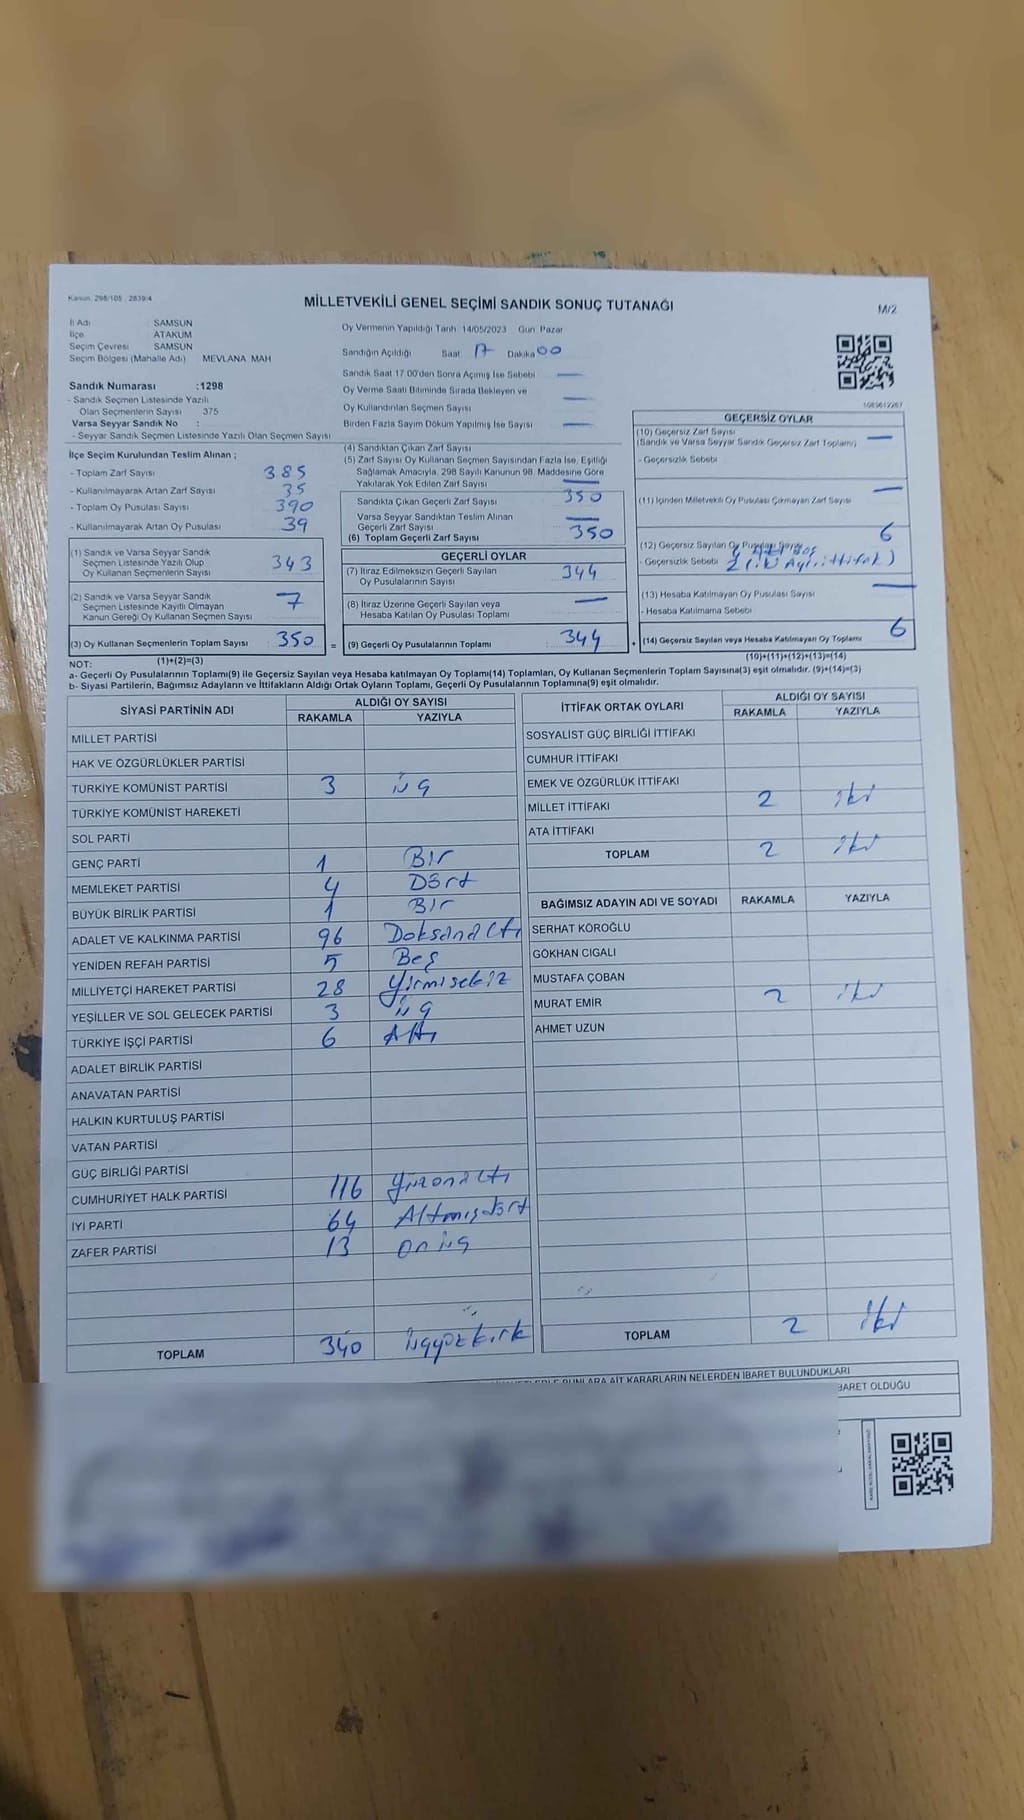 Kanun, 298/105 , 2839/4
MİLLETVEKİLİ GENEL SEÇİMİ SANDIK SONUÇ TUTANAĞI
M/2
İl Adı : SAMSUN
İlçe : ATAKUM
Seçim Çevresi : SAMSUN
Seçim Bölgesi (Mahalle Adı) MEVLANA MAH
Sandık Numarası :1298
- Sandık Seçmen Listesinde Yazılı
Olan Seçmenlerin Sayısı 375
Varsa Seyyar Sandık No :
- Seyyar Sandık Seçmen Listesinde Yazılı Olan Seçmen Sayısı
İlçe Seçim Kurulundan Teslim Alınan ;
- Toplam Zarf Sayısı 385
- Kullanılmayarak Artan Zarf Sayısı 35
- Toplam Oy Pusulası Sayısı 390
- Kullanılmayarak Artan Oy Pusulası 39
(1) Sandık ve Varsa Seyyar Sandık
Seçmen Listesinde Yazılı Olup
Oy Kullanan Seçmenlerin Sayısı 343
(2) Sandık ve Varsa Seyyar Sandık
Seçmen Listesinde Kayıtlı Olmayan
Kanun Gereği Oy Kullanan Seçmen Sayısı 7
(3) Oy Kullanan Seçmenlerin Toplam Sayısı 350 =
(1)+(2)=(3)
Oy Vermenin Yapıldığı Tarih 14/05/2023 Gün Pazar
Sandığın Açıldığı Saat 17 Dakika 00
Sandık Saat 17.00'den Sonra Açımış İse Sebebi —
Oy Verme Saati Bitiminde Sırada Bekleyen ve
Oy Kullandırılan Seçmen Sayısı —
Birden Fazla Sayım Döküm Yapılmış İse Sayısı —
(4) Sandıktan Çıkan Zarf Sayısı
(5) Zarf Sayısı Oy Kullanan Seçmen Sayısından Fazla İse, Eşitliği
Sağlamak Amacıyla, 298 Sayılı Kanunun 98. Maddesine Göre
Yakılarak Yok Edilen Zarf Sayısı —
Sandıkta Çıkan Geçerli Zarf Sayısı 350
Varsa Seyyar Sandıktan Teslim Alınan
Geçerli Zarf Sayısı —
(6) Toplam Geçerli Zarf Sayısı 350
GEÇERLİ OYLAR
(7) İtiraz Edilmeksizin Geçerli Sayılan
Oy Pusulalarının Sayısı 344
(8) İtiraz Üzerine Geçerli Sayılan veya
Hesaba Katılan Oy Pusulası Toplamı —
(9) Geçerli Oy Pusulalarının Toplamı 344 +
1089612287
GEÇERSİZ OYLAR
(10) Geçersiz Zarf Sayısı —
(Sandık ve Varsa Seyyar Sandık Geçersiz Zarf Toplamı)
- Geçersizlik Sebebi
(11) İçinden Milletvekili Oy Pusulası Çıkmayan Zarf Sayısı —
(12) Geçersiz Sayılan Oy Pusulası Sayısı 6
- Geçersizlik Sebebi
(13) Hesaba Katılmayan Oy Pusulası Sayısı —
- Hesaba Katılmama Sebebi
(14) Geçersiz Sayılan veya Hesaba Katılmayan Oy Toplamı 6
(10)+(11)+(12)+(13)=(14)
NOT:
a- Geçerli Oy Pusulalarının Toplamı(9) ile Geçersiz Sayılan veya Hesaba Katılmayan Oy Toplamı(14) Toplamları, Oy Kullanan Seçmenlerin Toplam Sayısına(3) eşit olmalıdır. (9)+(14)=(3)
b- Siyasi Partilerin, Bağımsız Adayların ve İttifakların Aldığı Ortak Oyların Toplamı, Geçerli Oy Pusulalarının Toplamına(9) eşit olmalıdır.
SİYASİ PARTİNİN ADI ALDIĞI OY SAYISI
RAKAMLA YAZIYLA
MİLLET PARTİSİ
HAK VE ÖZGÜRLÜKLER PARTİSİ
TÜRKİYE KOMÜNİST PARTİSİ 3 üç
TÜRKİYE KOMÜNİST HAREKETİ
SOL PARTİ
GENÇ PARTİ 1 Bir
MEMLEKET PARTİSİ 4 Dört
BÜYÜK BİRLİK PARTİSİ 1 Bir
ADALET VE KALKINMA PARTİSİ 96 Doksanaltı
YENİDEN REFAH PARTİSİ 5 Beş
MİLLİYETÇİ HAREKET PARTİSİ 28 Yirmisekiz
YEŞİLLER VE SOL GELECEK PARTİSİ 3 üç
TÜRKİYE İŞÇİ PARTİSİ 6 Altı
ADALET BİRLİK PARTİSİ
ANAVATAN PARTİSİ
HALKIN KURTULUŞ PARTİSİ
VATAN PARTİSİ
GÜÇ BİRLİĞİ PARTİSİ
CUMHURİYET HALK PARTİSİ 116 yüzonaltı
İYİ PARTİ 64 Altmışdört
ZAFER PARTİSİ 13 onüç
TOPLAM 340 üçyüzkırk
İTTİFAK ORTAK OYLARI ALDIĞI OY SAYISI
RAKAMLA YAZIYLA
SOSYALİST GÜÇ BİRLİĞİ İTTİFAKI
CUMHUR İTTİFAKI
EMEK VE ÖZGÜRLÜK İTTİFAKI
MİLLET İTTİFAKI 2 iki
ATA İTTİFAKI
TOPLAM 2 iki
BAĞIMSIZ ADAYIN ADI VE SOYADI RAKAMLA YAZIYLA
SERHAT KÖROĞLU
GÖKHAN CIGALI
MUSTAFA ÇOBAN
MURAT EMİR 2 iki
AHMET UZUN
TOPLAM 2 iki
BUNLARA AİT KARARLARIN NELERDEN İBARET BULUNDUKLARI
BARET OLDUĞU